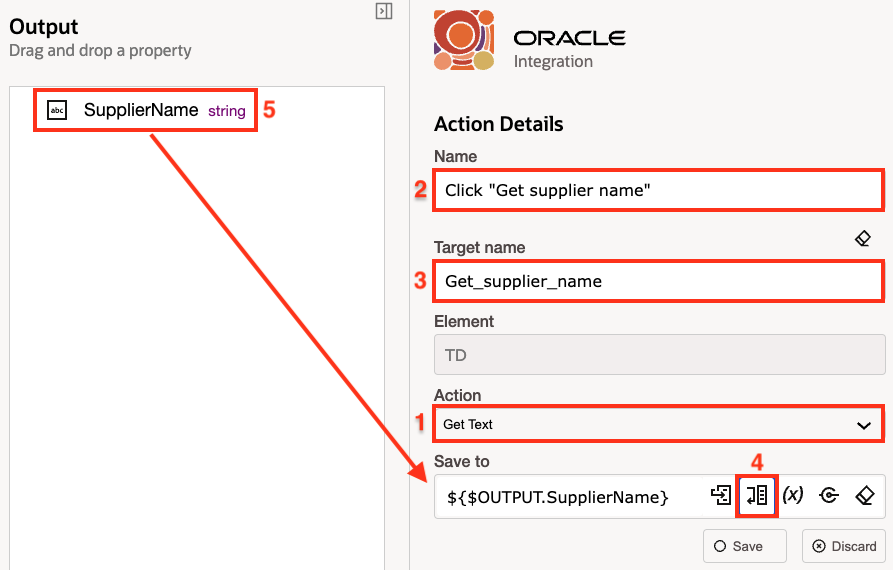 Output
Drag and drop a property
abc SupplierName string 5
ORACLE
Integration
Action Details
Name
2 Click "Get supplier name"
Target name
3 Get_supplier_name
Element
TD
Action
1 Get Text
Save to
4
${$OUTPUT.SupplierName} (x)
Save Discard